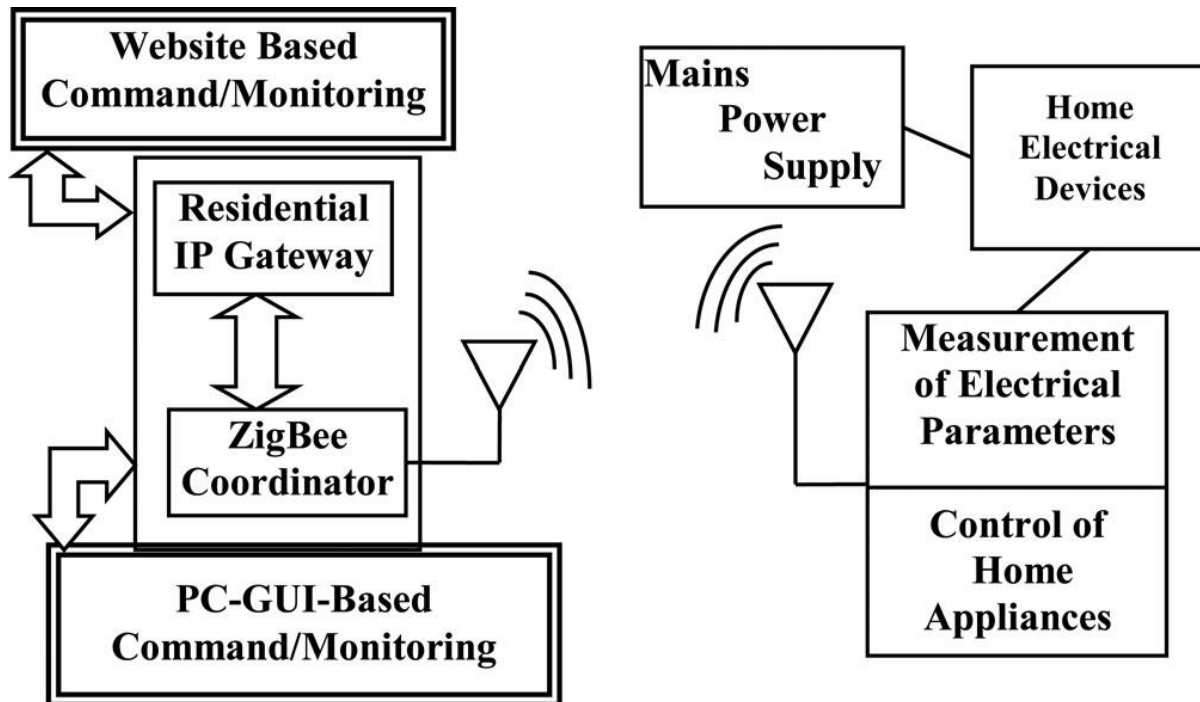 Website Based
Command/Monitoring
Residential
IP Gateway
ZigBee
Coordinator
PC-GUI-Based
Command/Monitoring
Mains
Power
Supply
Home
Electrical
Devices
Measurement
of Electrical
Parameters
Control of
Home
Appliances